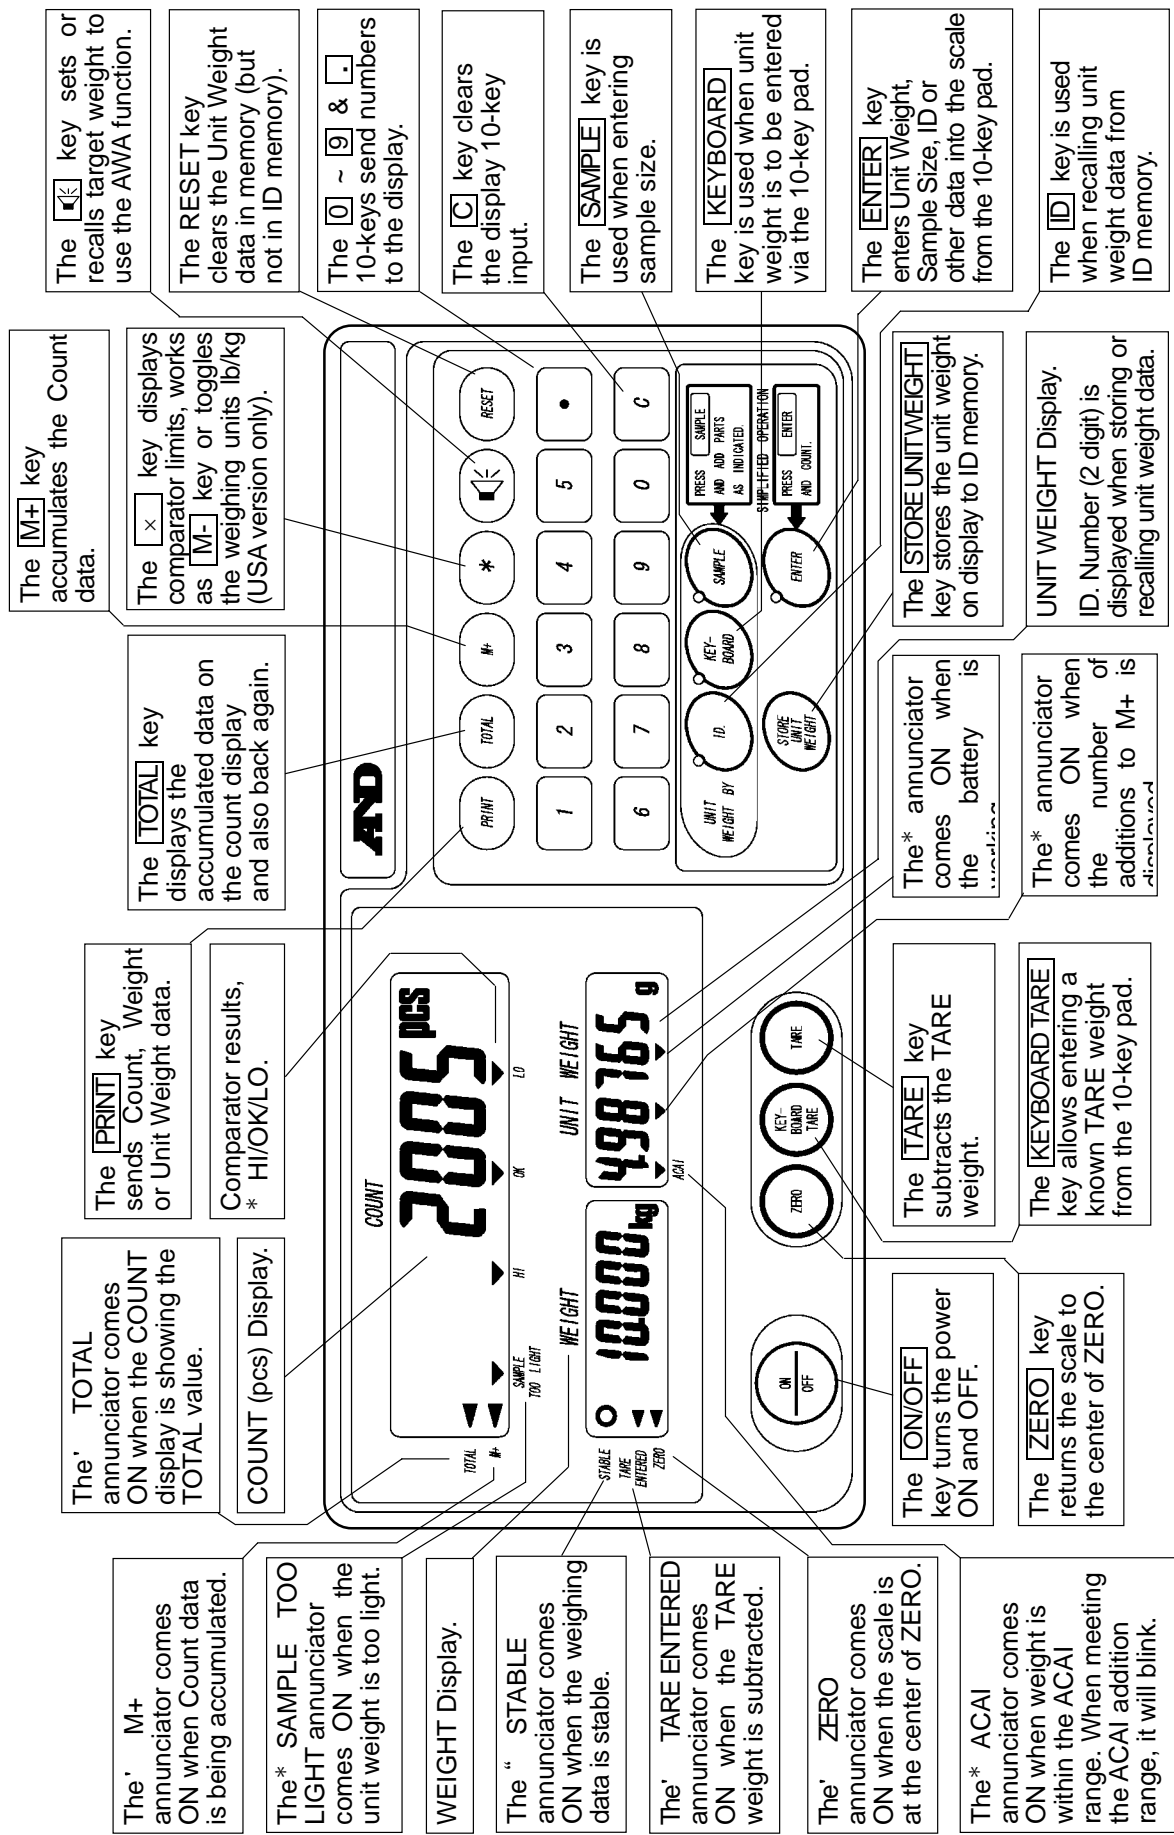 The' M+
annunciator comes
ON when Count data
is being accumulated.
The* SAMPLE TOO
LIGHT annunciator
comes ON when the
unit weight is too light.
WEIGHT Display.
The “ STABLE
annunciator comes
ON when the weighing
data is stable.
The' TARE ENTERED
annunciator comes
ON when the TARE
weight is subtracted.
The' ZERO
annunciator comes
ON when the scale is
at the center of ZERO.
The* ACAI
annunciator comes
ON when weight is
within the ACAI
range. When meeting
the ACAI addition
range, it will blink.
The' TOTAL
annunciator comes
ON when the COUNT
display is showing the
TOTAL value.
COUNT (pcs) Display.
The PRINT key
sends Count, Weight
or Unit Weight data.
Comparator results,
* HI/OK/LO.
The TOTAL key
displays the
accumulated data on
the count display
and also back again.
The M+ key
accumulates the Count
data.
The × key displays
comparator limits, works
as M- key or toggles
the weighing units lb/kg
(USA version only).
The key sets or
recalls target weight to
use the AWA function.
The RESET key
clears the Unit Weight
data in memory (but
not in ID memory).
The 0 ~ 9 & .
10-keys send numbers
to the display.
The C key clears
the display 10-key
input.
The SAMPLE key is
used when entering
sample size.
The KEYBOARD
key is used when unit
weight is to be entered
via the 10-key pad.
The ENTER key
enters Unit Weight,
Sample Size, ID or
other data into the scale
from the 10-key pad.
The ID key is used
when recalling unit
weight data from
ID memory.
COUNT
2005 pcs
TOTAL
M+
SAMPLE
TOO LIGHT
HI
OK
LO
WEIGHT
10.000 kg
STABLE
TARE
ENTERED
ZERO
UNIT WEIGHT
4.98765 g
ACAI
ON
OFF
ZERO
KEY-
BOARD
TARE
TARE
AND
PRINT
TOTAL
M+
*
RESET
1
2
3
4
5
•
6
7
8
9
0
C
UNIT
WEIGHT BY
ID.
KEY-
BOARD
SAMPLE
PRESS SAMPLE
AND ADD PARTS
AS INDICATED.
SIMPLIFIED OPERATION
STORE
UNIT
WEIGHT
ENTER
PRESS ENTER
AND COUNT.
The ON/OFF
key turns the power
ON and OFF.
The ZERO key
returns the scale to
the center of ZERO.
The TARE key
subtracts the TARE
weight.
The KEYBOARD TARE
key allows entering a
known TARE weight
from the 10-key pad.
The* annunciator
comes ON when
the battery is
working.
The* annunciator
comes ON when
the number of
additions to M+ is
displayed.
The STORE UNIT WEIGHT
key stores the unit weight
on display to ID memory.
UNIT WEIGHT Display.
ID. Number (2 digit) is
displayed when storing or
recalling unit weight data.